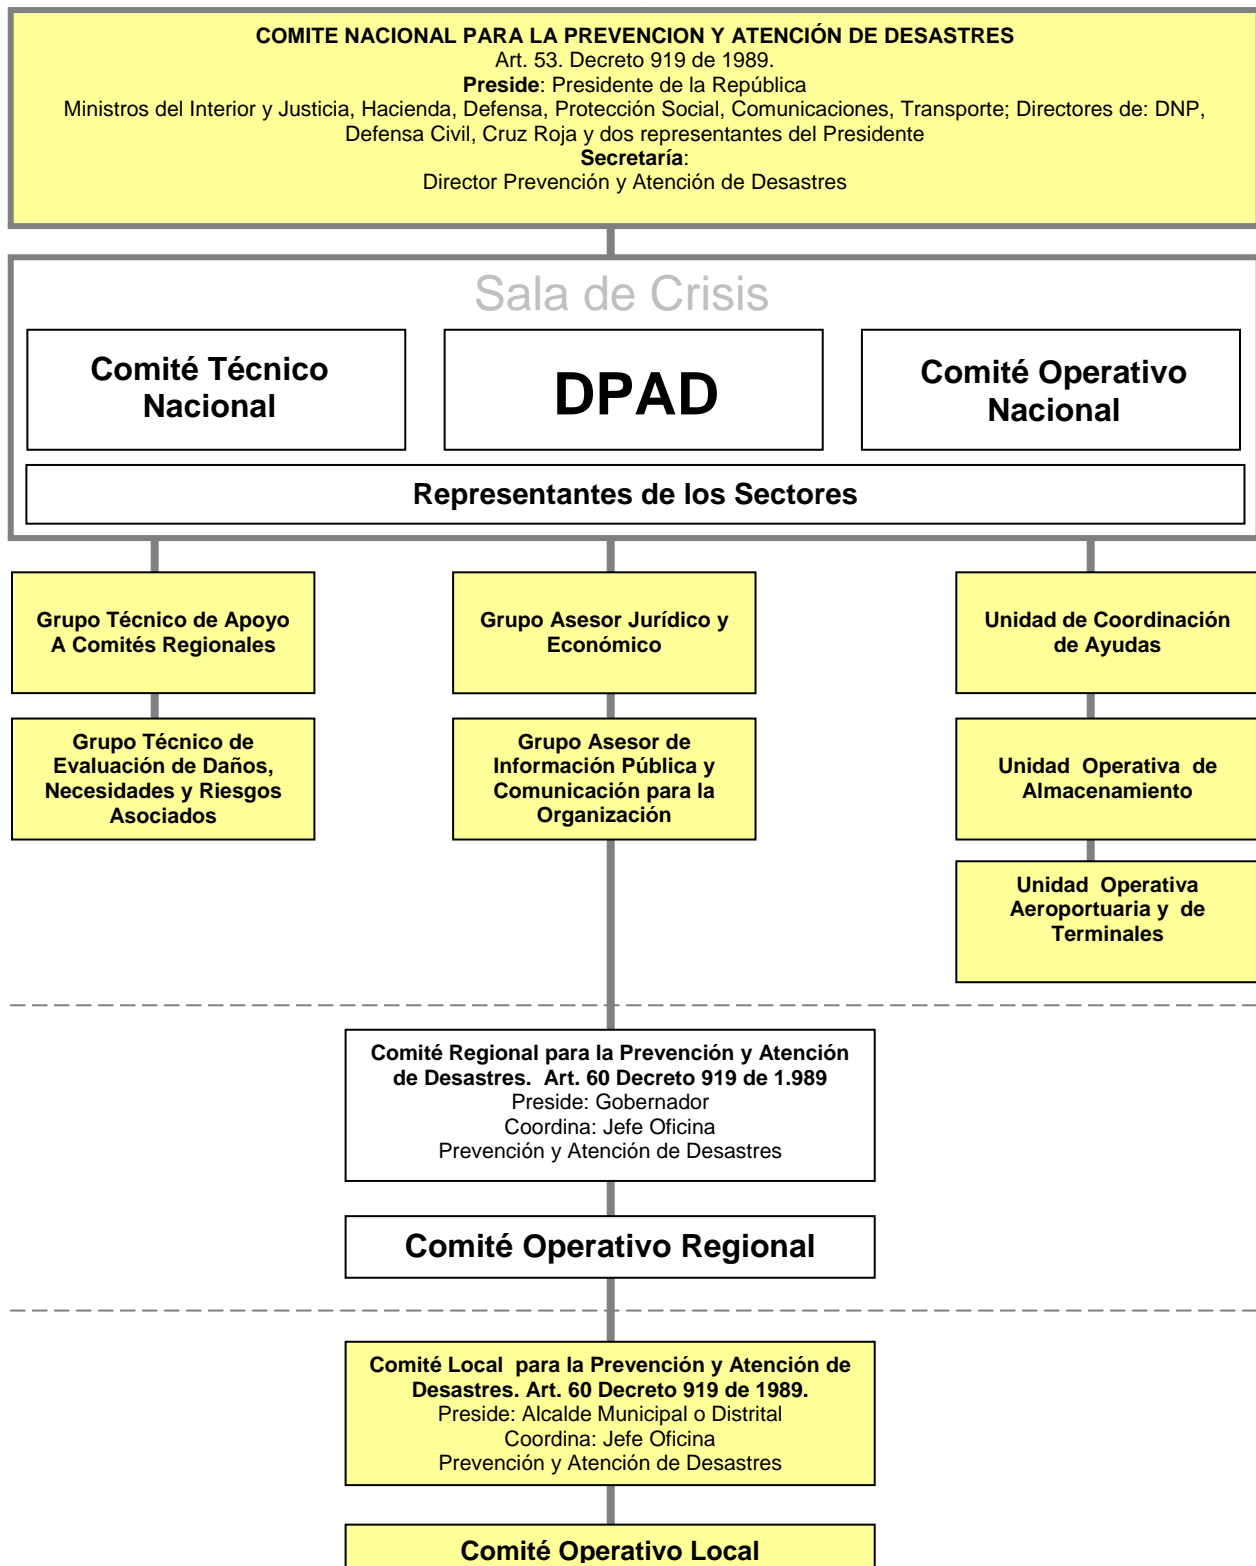 COMITE NACIONAL PARA LA PREVENCION Y ATENCIÓN DE DESASTRES
Art. 53. Decreto 919 de 1989.
Preside: Presidente de la República
Ministros del Interior y Justicia, Hacienda, Defensa, Protección Social, Comunicaciones, Transporte; Directores de: DNP,
Defensa Civil, Cruz Roja y dos representantes del Presidente
Secretaría:
Director Prevención y Atención de Desastres
Sala de Crisis
Comité Técnico
Nacional
DPAD
Comité Operativo
Nacional
Representantes de los Sectores
Grupo Técnico de Apoyo
A Comités Regionales
Grupo Asesor Jurídico y
Económico
Unidad de Coordinación
de Ayudas
Grupo Técnico de
Evaluación de Daños,
Necesidades y Riesgos
Asociados
Grupo Asesor de
Información Pública y
Comunicación para la
Organización
Unidad Operativa de
Almacenamiento
Unidad Operativa
Aeroportuaria y de
Terminales
Comité Regional para la Prevención y Atención
de Desastres. Art. 60 Decreto 919 de 1.989
Preside: Gobernador
Coordina: Jefe Oficina
Prevención y Atención de Desastres
Comité Operativo Regional
Comité Local para la Prevención y Atención de
Desastres. Art. 60 Decreto 919 de 1989.
Preside: Alcalde Municipal o Distrital
Coordina: Jefe Oficina
Prevención y Atención de Desastres
Comité Operativo Local